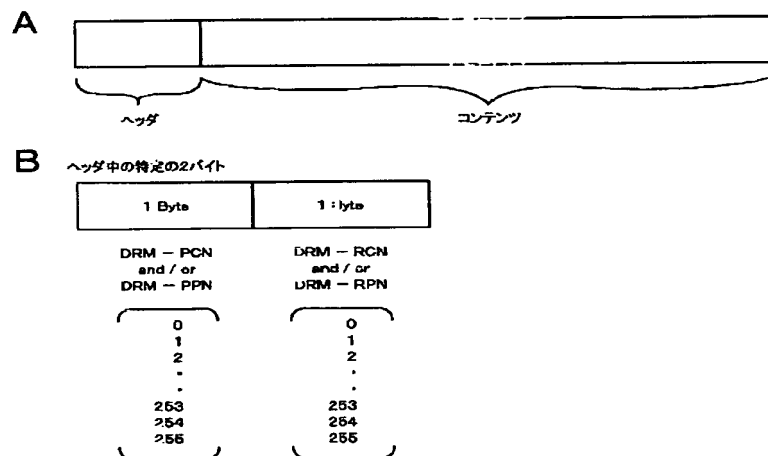 A
ヘッダ
コンテンツ
B
ヘッダ中の特定の2バイト
1 Byte
1 Byte
DRM − PCN
and / or
DRM − PPN
DRM − RCN
and / or
DRM − RPN
0
1
2
・
・
253
254
255
0
1
2
・
・
253
254
255